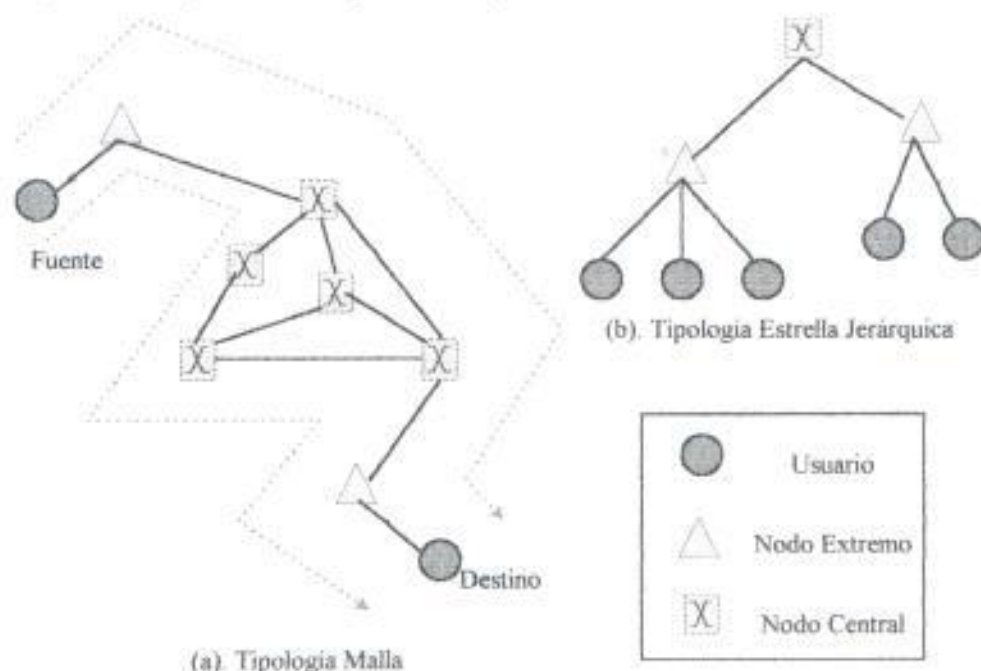 Fuente
Destino
(a). Tipologia Malla
(b). Tipologia Estrella Jerárquica
Usuario
Nodo Extremo
Nodo Central